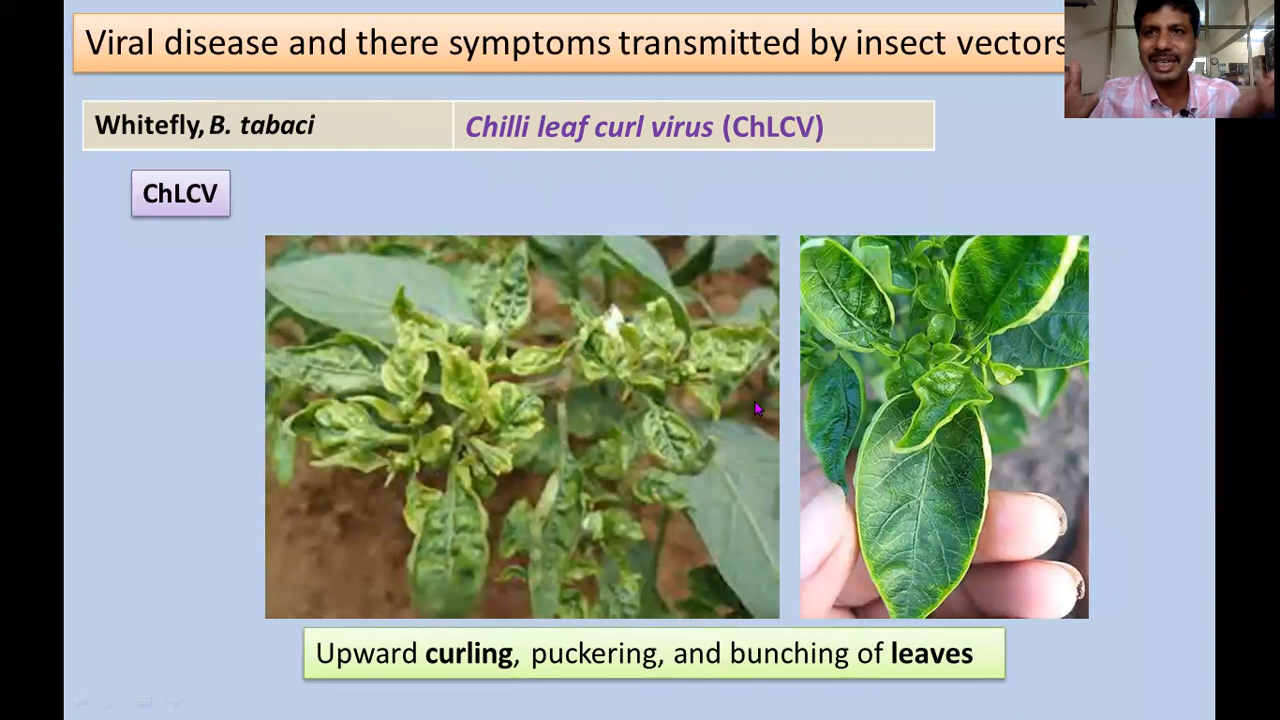 Viral disease and there symptoms transmitted by insect vectors
Whitefly, B. tabaci
Chilli leaf curl virus (ChLCV)
ChLCV
Upward curling, puckering, and bunching of leaves